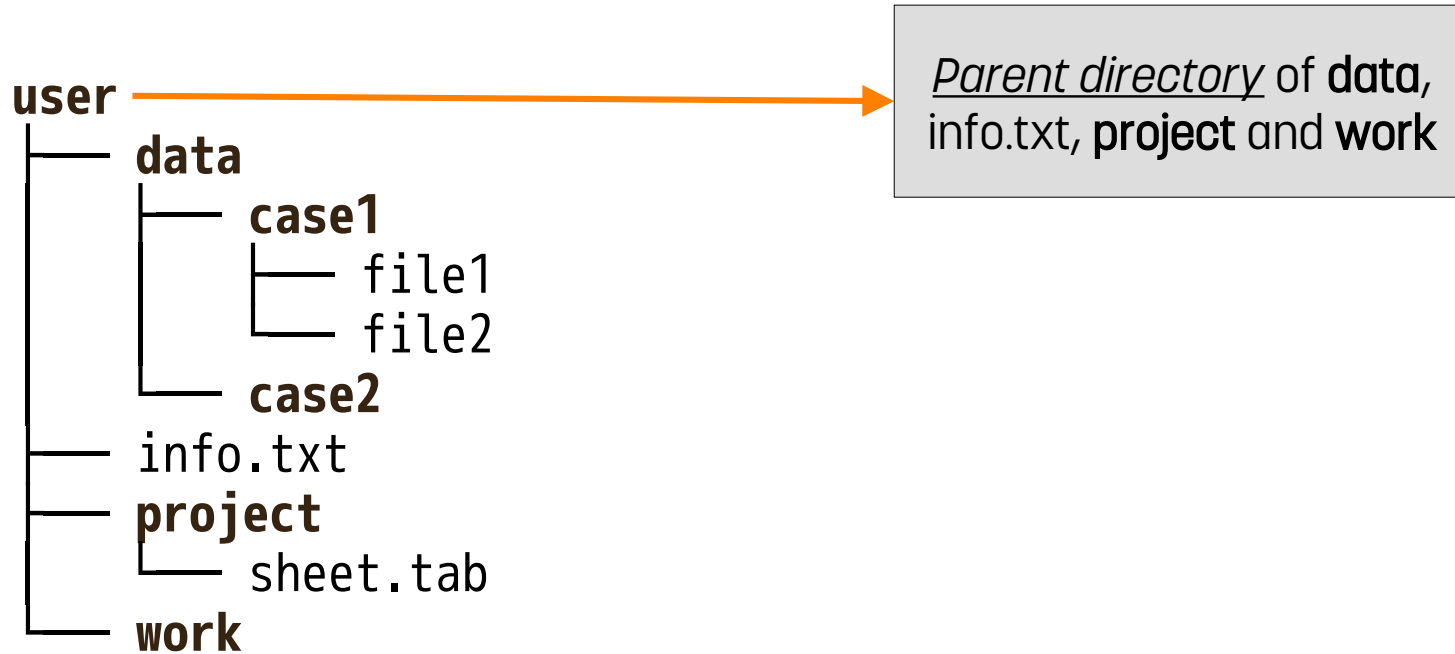 user
Parent directory of data,
info.txt, project and work
data
case1
file1
file2
case2
info.txt
project
sheet.tab
work